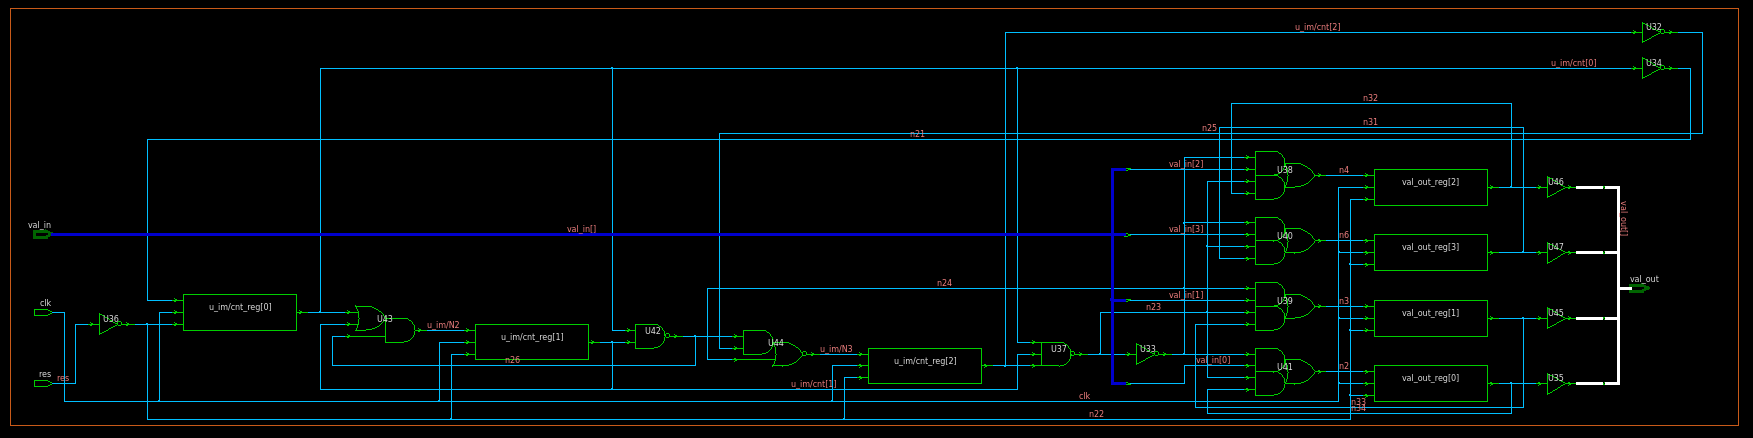 u_im/cnt[2]
U32
u_im/cnt[0]
U34
n32
n31
n25
n21
val_in[2]
U38
n4
val_out_reg[2]
U46
val_out[]
val_in
val_in[]
val_in[3]
U40
n6
val_out_reg[3]
U47
val_out
n24
val_in[1]
U39
n3
val_out_reg[1]
U45
n23
clk
U36
u_im/cnt_reg[0]
U43
u_im/N2
u_im/cnt_reg[1]
U42
U44
u_im/N3
u_im/cnt_reg[2]
U37
U33
val_in[0]
U41
n2
val_out_reg[0]
U35
n26
res
res
u_im/cnt[1]
clk
n33
n34
n22